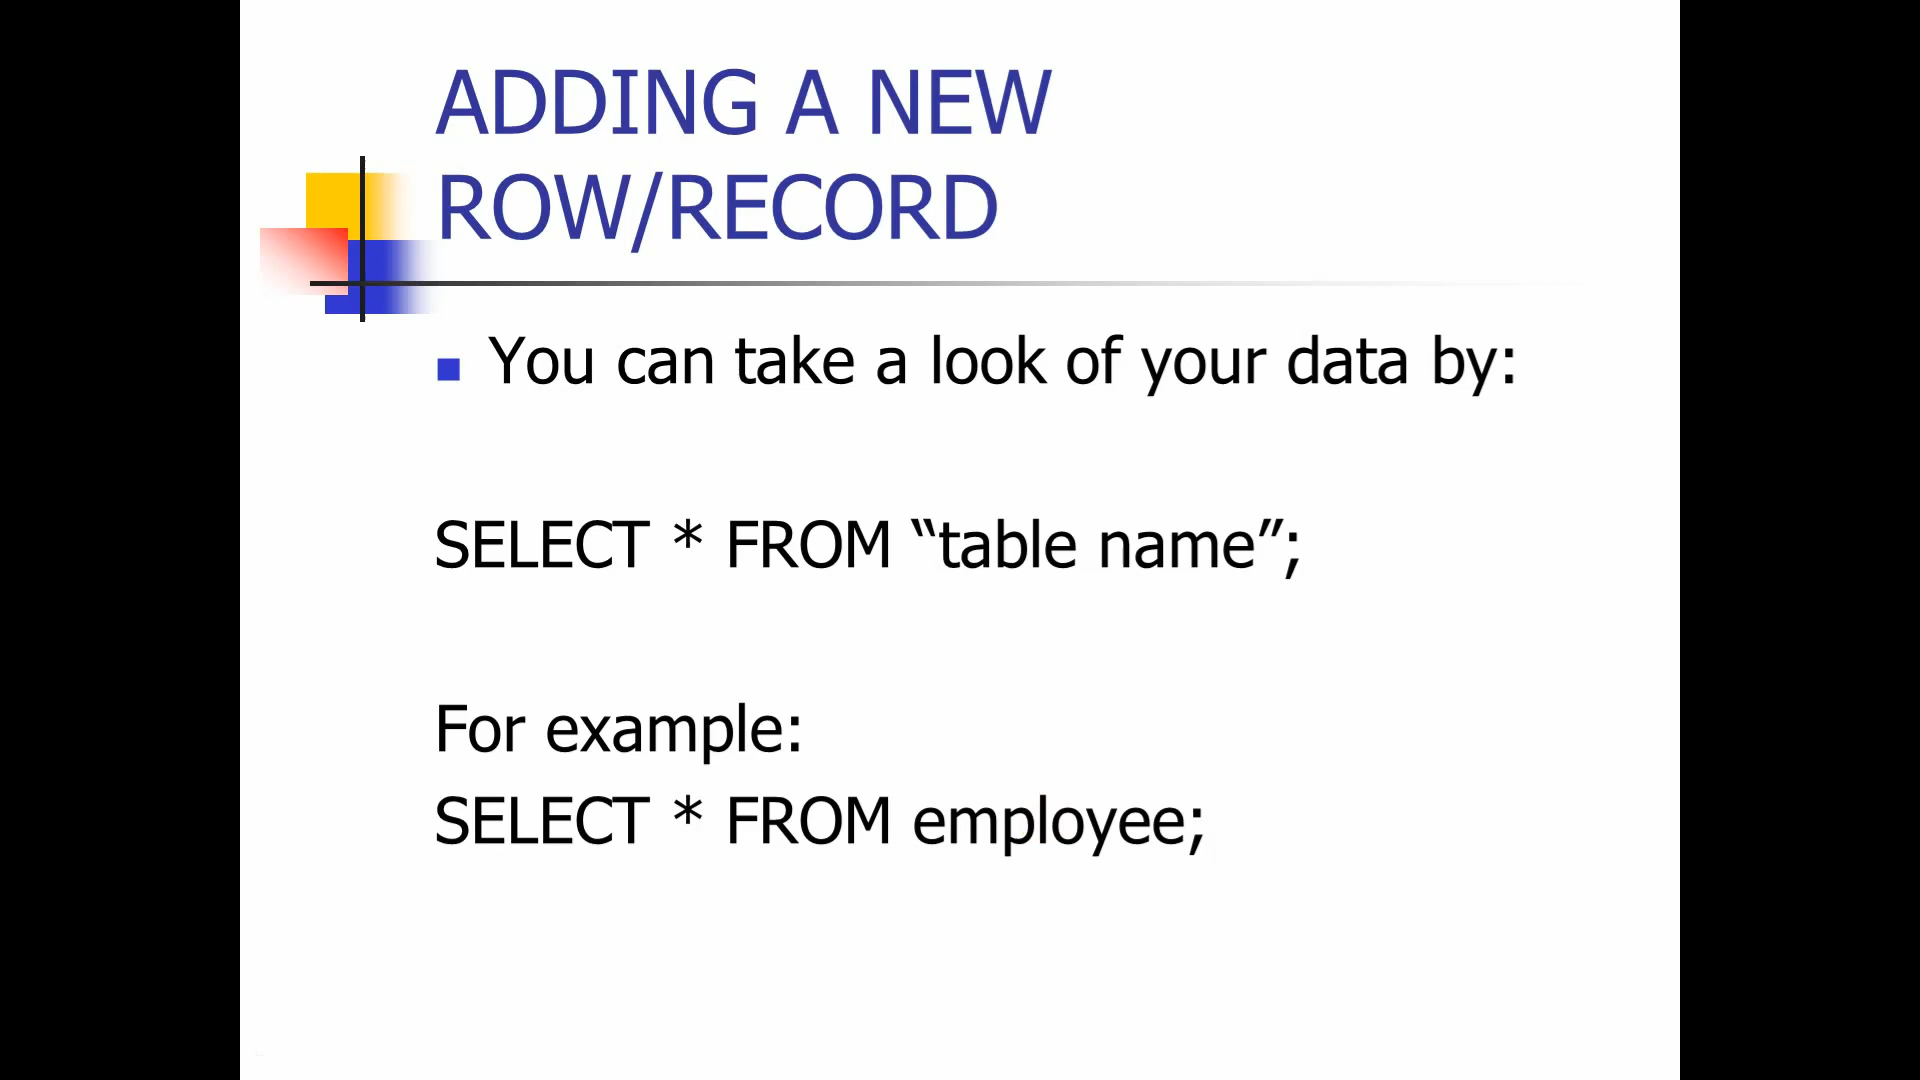 ADDING A NEW
ROW/RECORD
You can take a look of your data by:
SELECT * FROM “table name”;
For example:
SELECT * FROM employee;